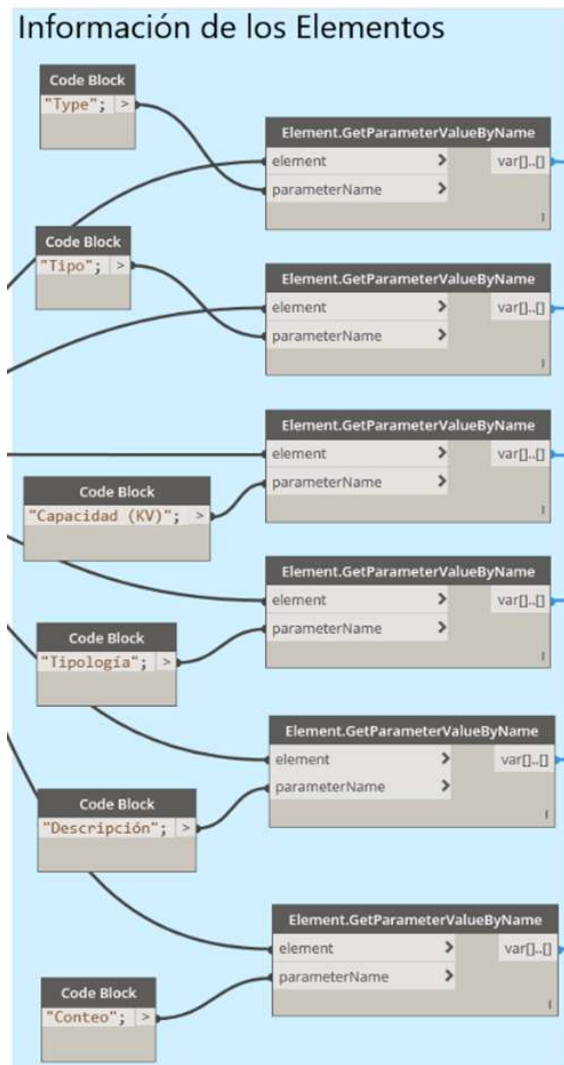 Información de los Elementos
Code Block
"Type"; >
Element.GetParameterValueByName
element > var[]..[]
parameterName >
Code Block
"Tipo"; >
Element.GetParameterValueByName
element > var[]..[]
parameterName >
Element.GetParameterValueByName
element > var[]..[]
parameterName >
Code Block
"Capacidad (KV)"; >
Element.GetParameterValueByName
element > var[]..[]
parameterName >
Code Block
"Tipología"; >
Element.GetParameterValueByName
element > var[]..[]
parameterName >
Code Block
"Descripción"; >
Element.GetParameterValueByName
element > var[]..[]
parameterName >
Code Block
"Conteo"; >